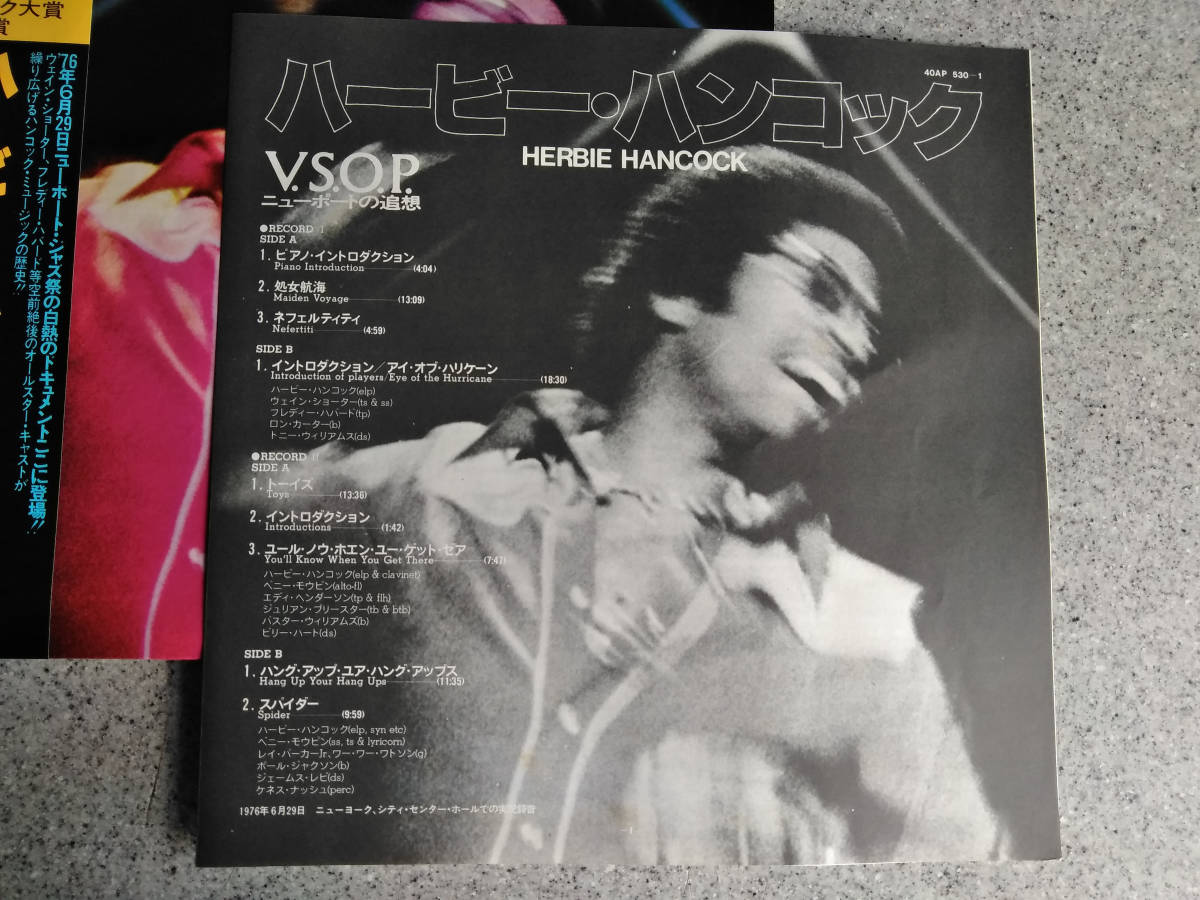 ク大賞
賞
'76年6月29日ニューポート・ジャズ祭の白熱のドキュメントここに登場!!
ウェイン・ショーター、フレディー・ハバード等空前絶後のオールスター・キャストが
繰り広げるハンコック・ミュージックの歴史!!
40AP 530-1
ハービー・ハンコック
HERBIE HANCOCK
V.S.O.P.
ニューポートの追想
●RECORD I
SIDE A
1. ピアノ・イントロダクション
Piano Introduction (4:04)
2. 処女航海
Maiden Voyage (13:09)
3. ネフェルティティ
Nefertiti (4:59)
SIDE B
1. イントロダクション/アイ・オブ・ハリケーン
Introduction of players/Eye of the Hurricane (18:30)
ハービー・ハンコック(elp)
ウェイン・ショーター(ts & ss)
フレディー・ハバード(tp)
ロン・カーター(b)
トニー・ウィリアムス(ds)
●RECORD II
SIDE A
1. トーイズ
Toys (13:36)
2. イントロダクション
Introductions (1:42)
3. ユール・ノウ・ホエン・ユー・ゲット・セア
You'll Know When You Get There (7:47)
ハービー・ハンコック(elp & clavinet)
ベニー・モウピン(alto-fl)
エディ・ヘンダーソン(tp & flh)
ジュリアン・プリースター(tb & btb)
バスター・ウィリアムズ(b)
ビリー・ハート(ds)
SIDE B
1. ハング・アップ・ユア・ハング・アップス
Hang Up Your Hang Ups (11:35)
2. スパイダー
Spider (9:59)
ハービー・ハンコック(elp, syn etc)
ベニー・モウピン(ss, ts & lyricorn)
レイ・パーカーJr、ワー・ワー・ワトソン(g)
ポール・ジャクソン(b)
ジェームス・レビ(ds)
ケネス・ナッシュ(perc)
1976年6月29日 ニューヨーク、シティ・センター・ホールでの実況録音